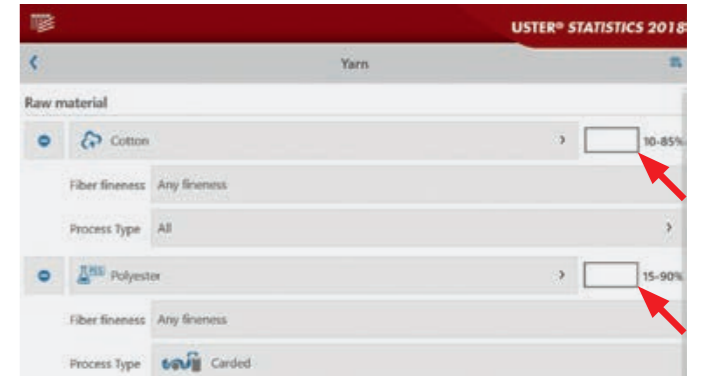 USTER® STATISTICS 2018
Yarn
Raw material
Cotton 10-85%
Fiber fineness Any fineness
Process Type All
Polyester 15-90%
Fiber fineness Any fineness
Process Type Carded